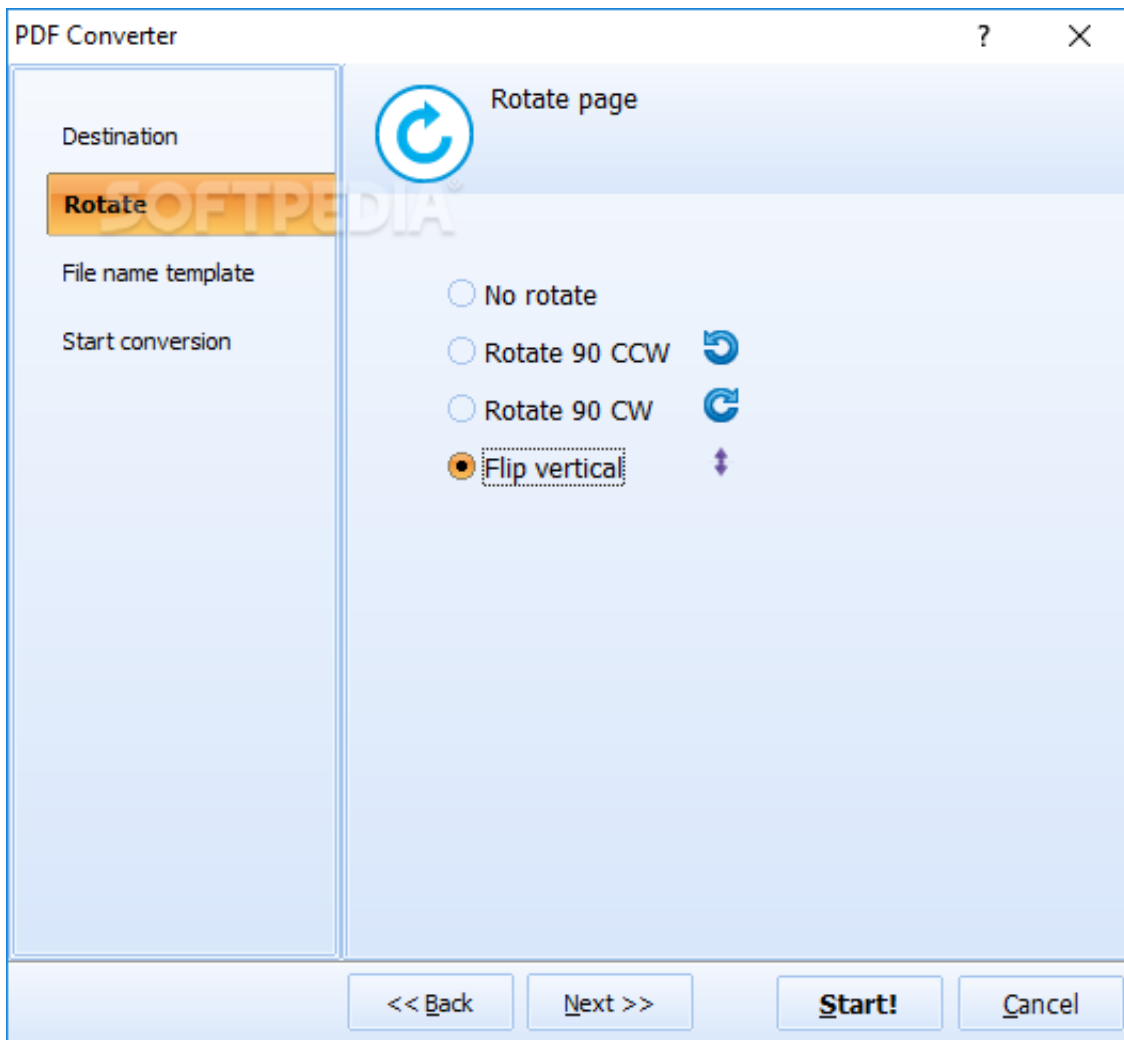 PDF Converter
?
Destination
Rotate
File name template
Start conversion
SOFTPEDIA®
Rotate page
No rotate
Rotate 90 CCW
Rotate 90 CW
Flip vertical
<< Back
Next >>
Start!
Cancel